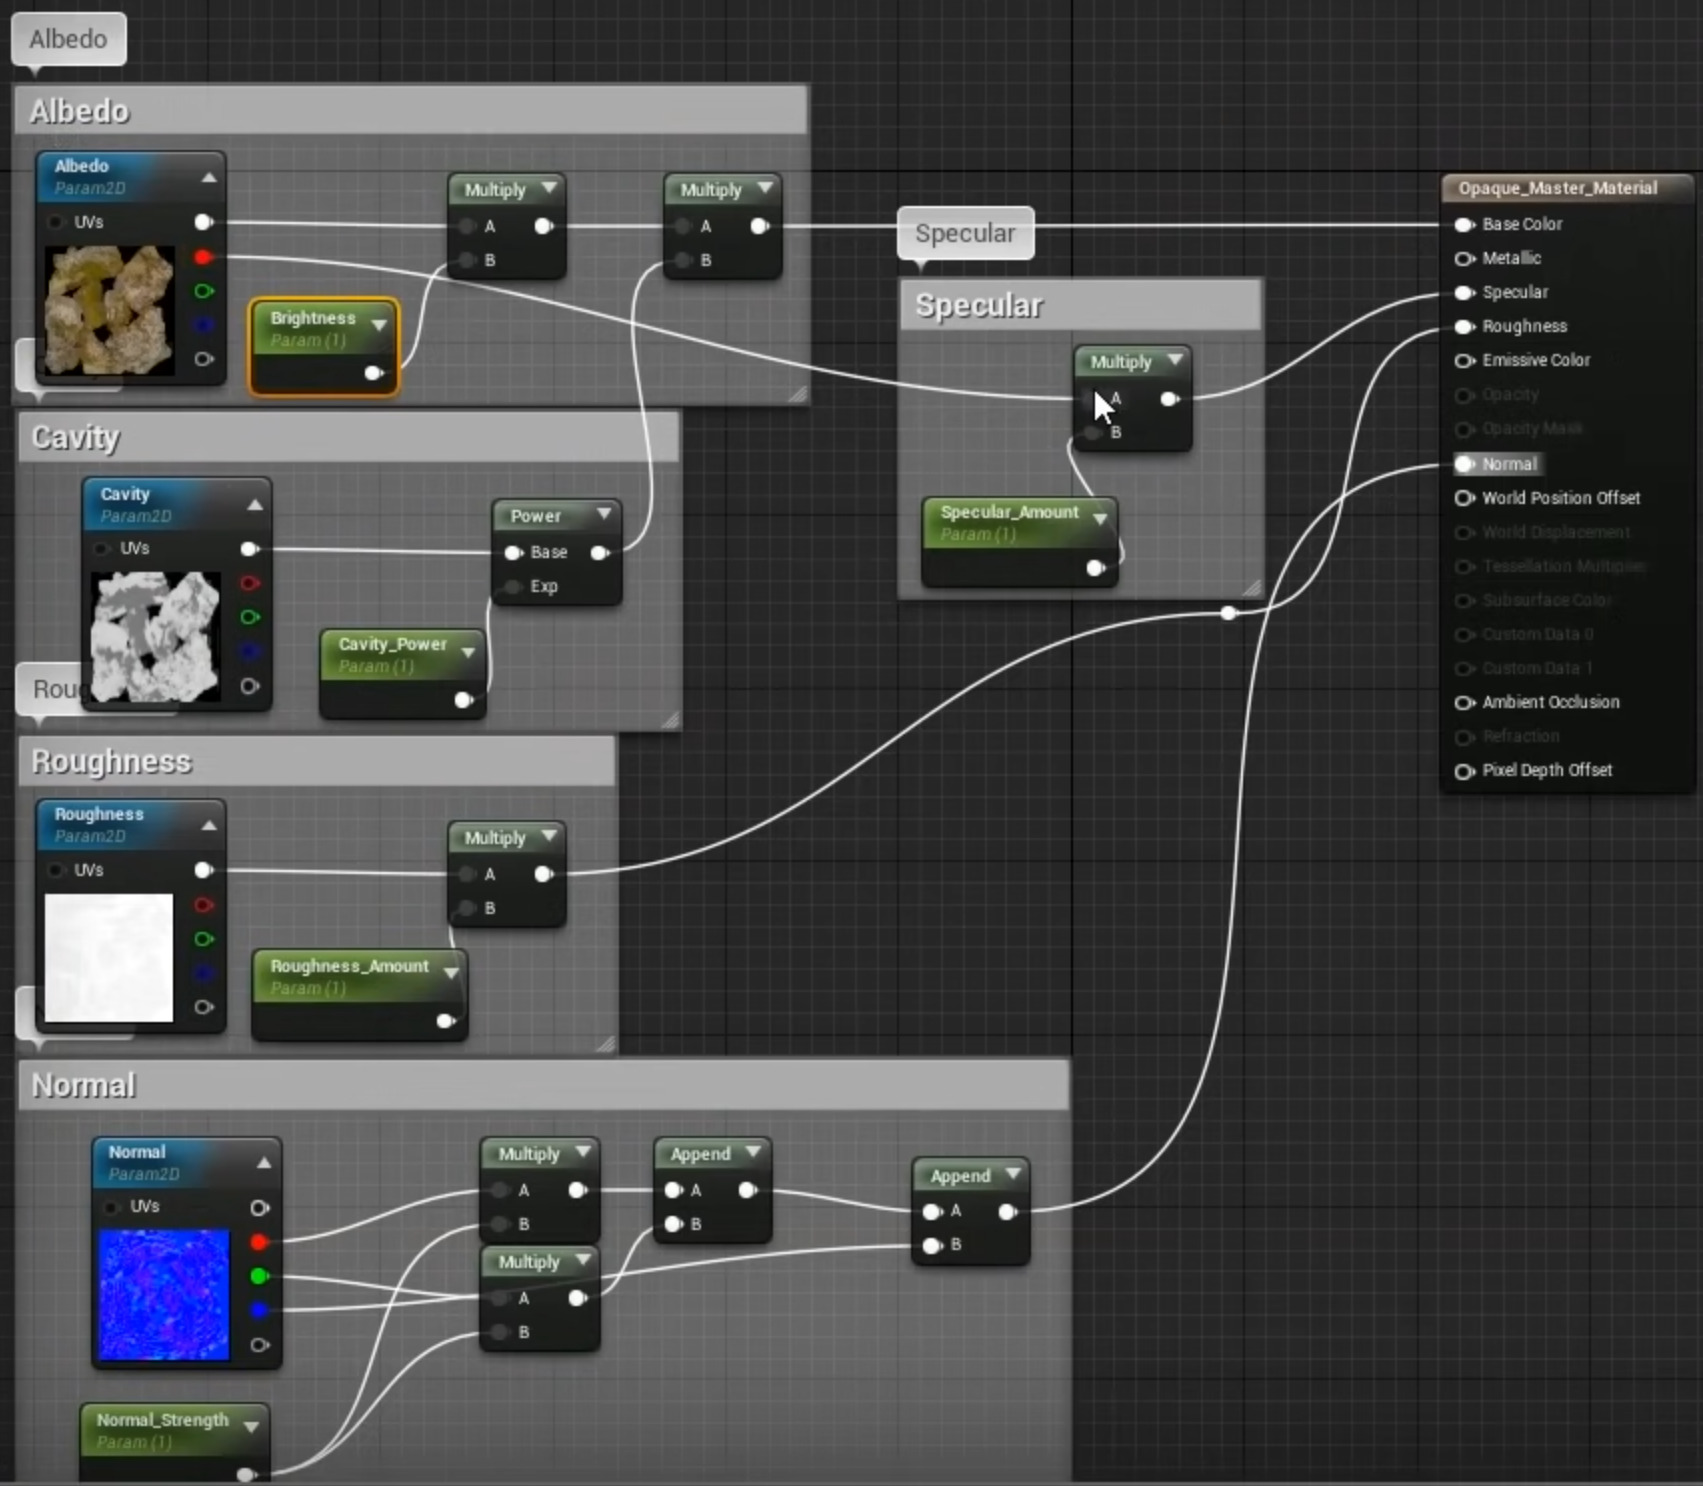 Albedo
Albedo
Albedo
Param2D
UVs
Multiply
A
B
Multiply
A
B
Brightness
Param (1)
Cavity
Cavity
Param2D
UVs
Power
Base
Exp
Cavity_Power
Param (1)
Roug
Roughness
Roughness
Param2D
UVs
Multiply
A
B
Roughness_Amount
Param (1)
Normal
Normal
Param2D
UVs
Multiply
A
B
Multiply
A
B
Append
A
B
Append
A
B
Normal_Strength
Param (1)
Specular
Specular
Multiply
A
B
Specular_Amount
Param (1)
Opaque_Master_Material
Base Color
Metallic
Specular
Roughness
Emissive Color
Opacity
Opacity Mask
Normal
World Position Offset
World Displacement
Tessellation Multiplier
Subsurface Color
Custom Data 0
Custom Data 1
Ambient Occlusion
Refraction
Pixel Depth Offset